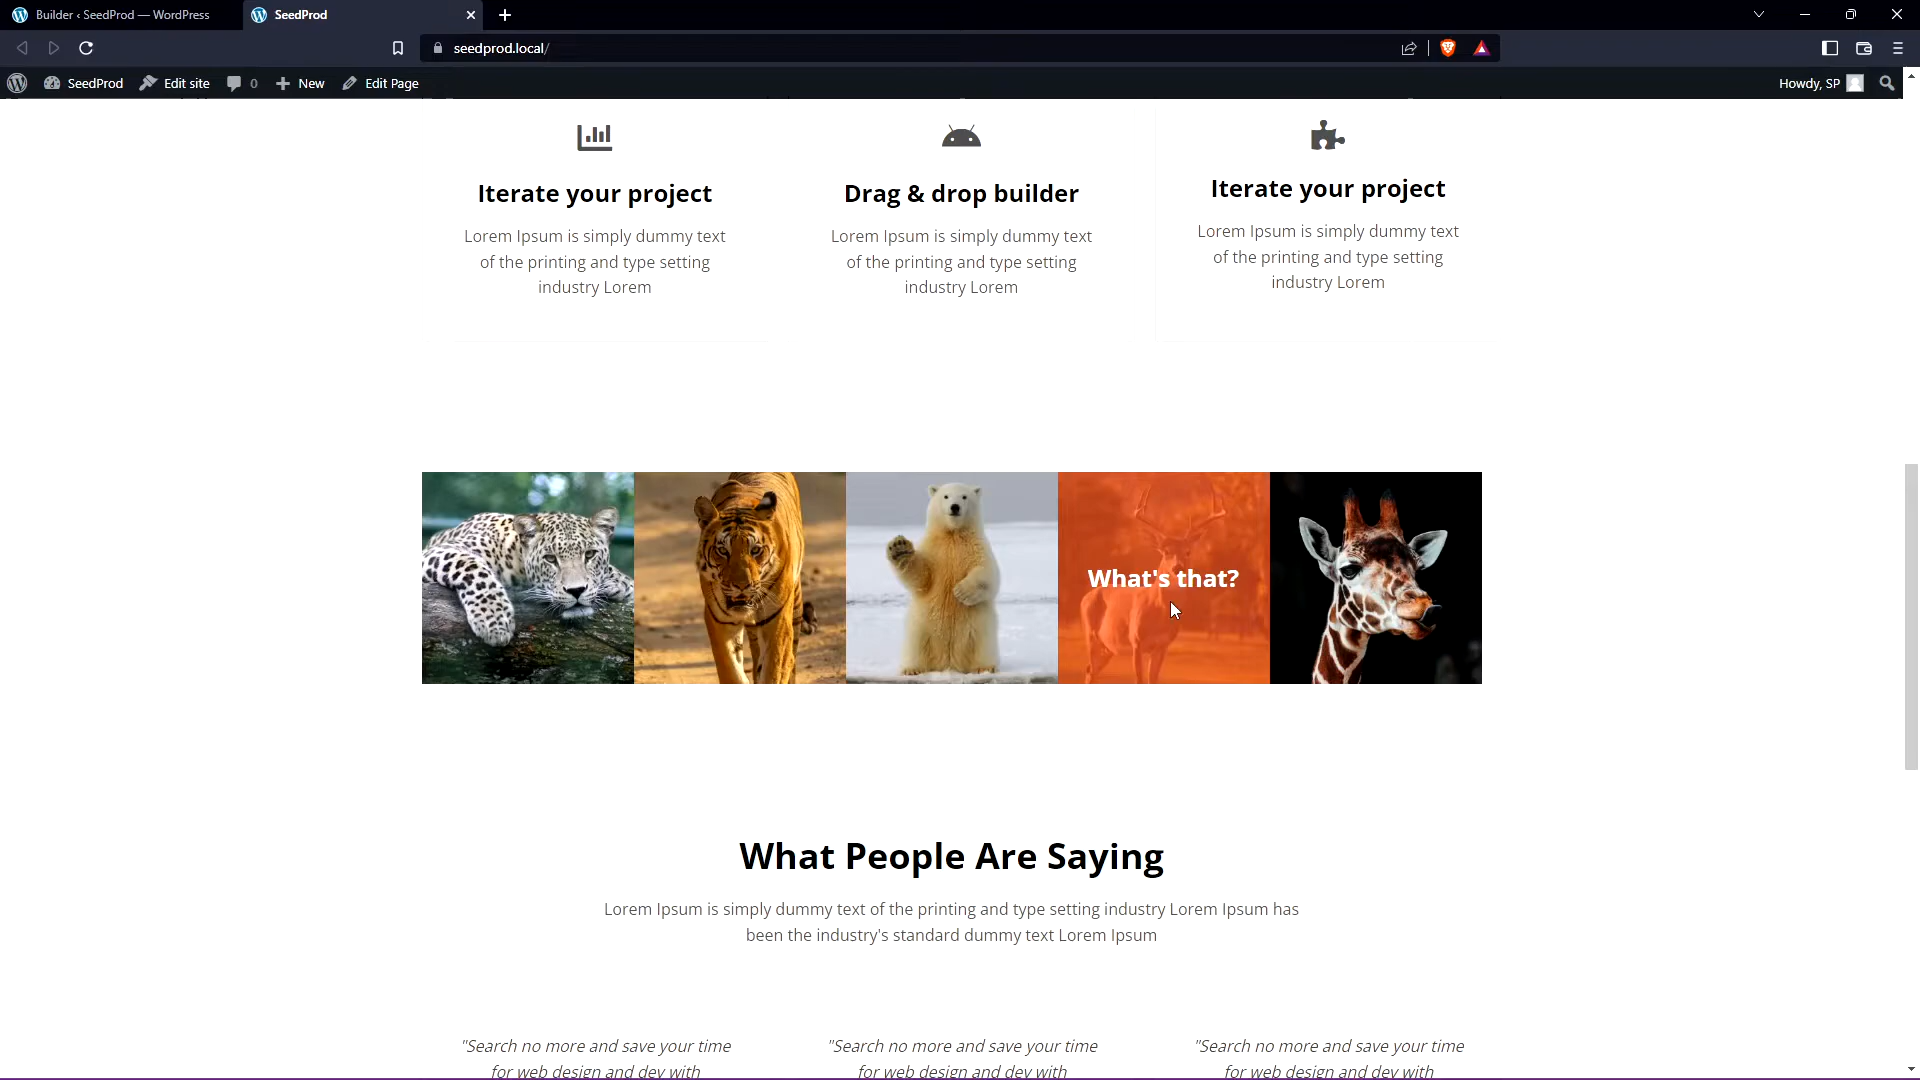 Builder ‹ SeedProd — WordPress
SeedProd
seedprod.local/
SeedProd
Edit site
0
New
Edit Page
Howdy, SP
Iterate your project
Lorem Ipsum is simply dummy text
of the printing and type setting
industry Lorem
Drag & drop builder
Lorem Ipsum is simply dummy text
of the printing and type setting
industry Lorem
Iterate your project
Lorem Ipsum is simply dummy text
of the printing and type setting
industry Lorem
What's that?
What People Are Saying
Lorem Ipsum is simply dummy text of the printing and type setting industry Lorem Ipsum has
been the industry's standard dummy text Lorem Ipsum
"Search no more and save your time
for web design and dev with
"Search no more and save your time
for web design and dev with
"Search no more and save your time
for web design and dev with